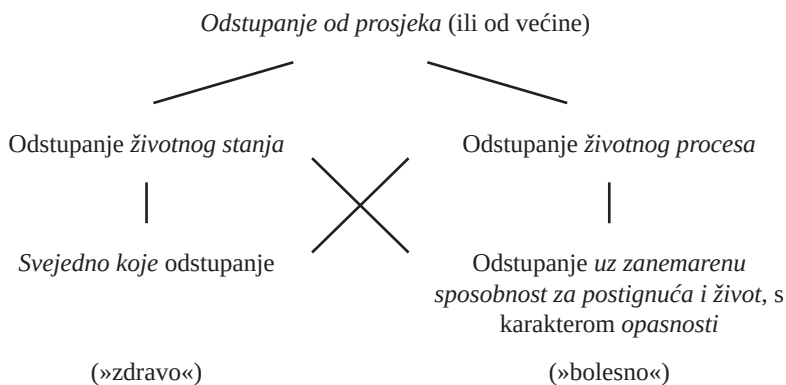 Odstupanje od prosjeka (ili od većine)
Odstupanje životnog stanja
Odstupanje životnog procesa
Svejedno koje odstupanje
Odstupanje uz zanemarenu
sposobnost za postignuća i život, s
karakterom opasnosti
(»zdravo«)
(»bolesno«)